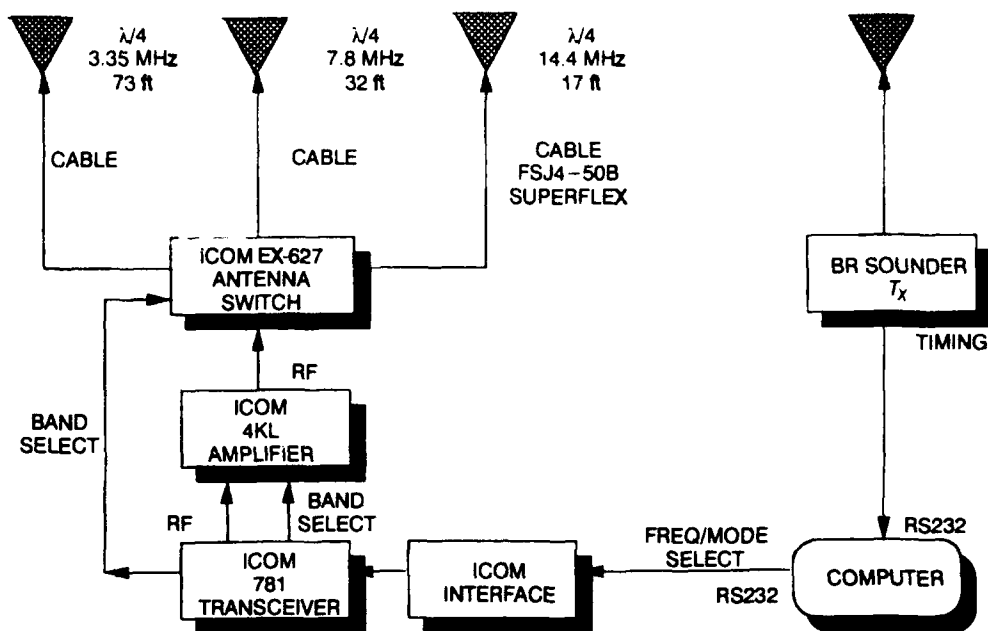 λ/4
3.35 MHz
73 ft
λ/4
7.8 MHz
32 ft
λ/4
14.4 MHz
17 ft
CABLE
CABLE
CABLE
FSJ4-50B
SUPERFLEX
ICOM EX-627
ANTENNA
SWITCH
BR SOUNDER
Tx
TIMING
RF
BAND
SELECT
ICOM
4KL
AMPLIFIER
RF
BAND
SELECT
ICOM
781
TRANSCEIVER
ICOM
INTERFACE
FREQ/MODE
SELECT
RS232
RS232
COMPUTER